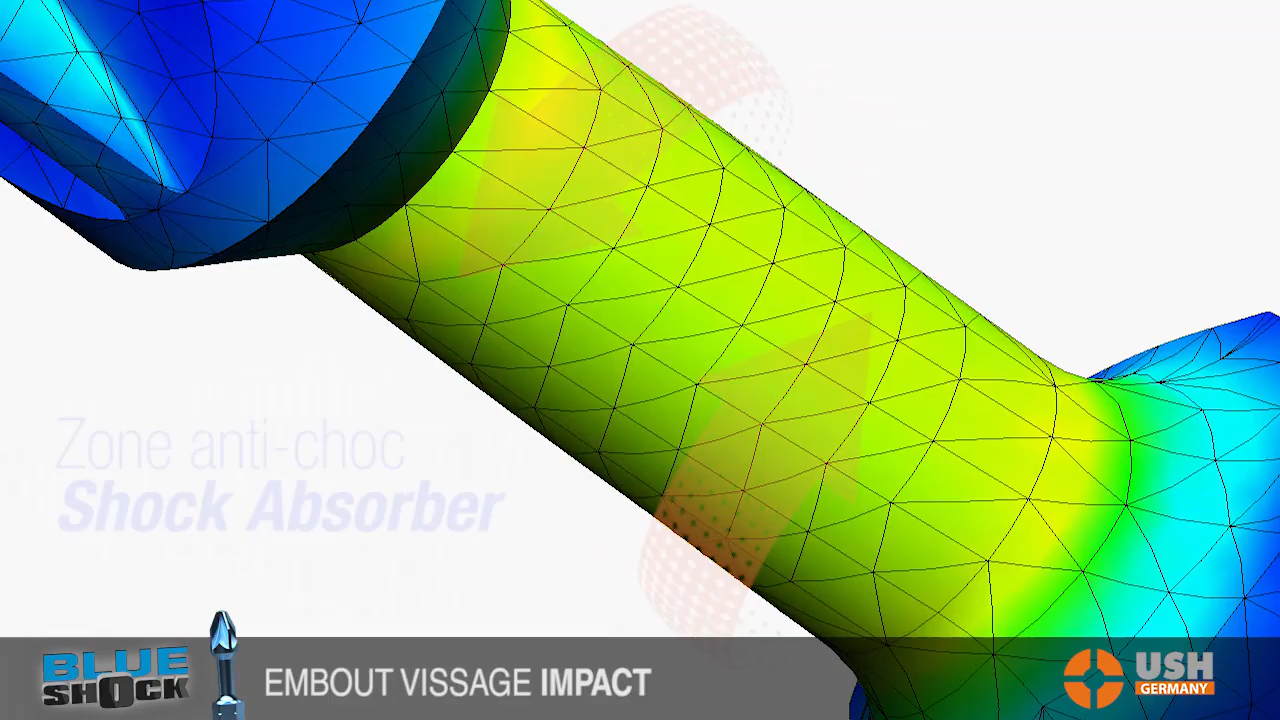 Zone anti-choc
Shock Absorber
BLUE
SHOCK
EMBOUT VISSAGE IMPACT
USH
GERMANY